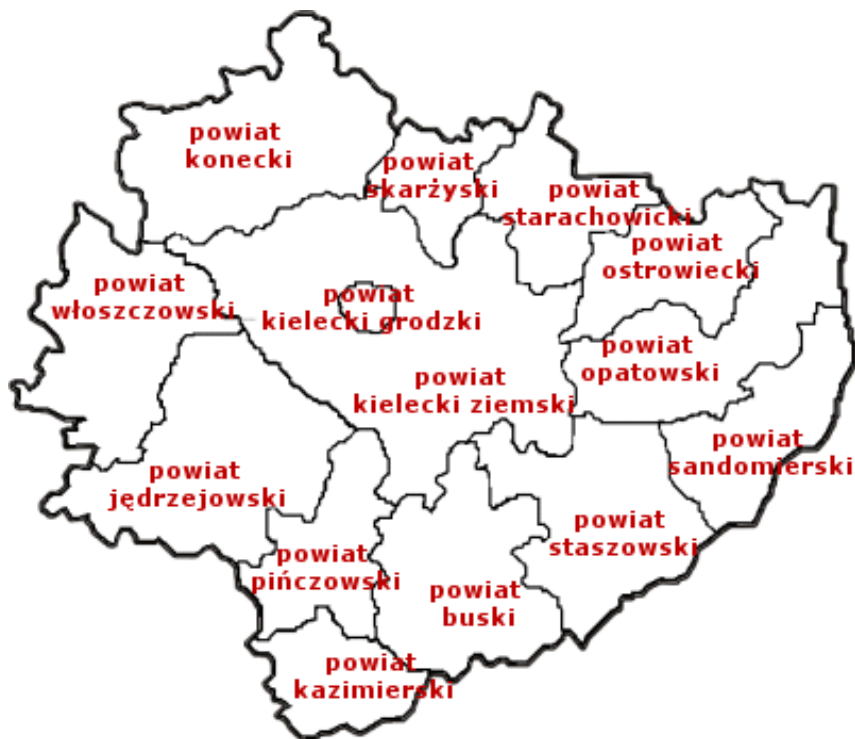 powiat
konecki
powiat
skarżyski
powiat
starachowicki
powiat
ostrowiecki
powiat
włoszczowski
powiat
kielecki grodzki
powiat
opatowski
powiat
kielecki ziemski
powiat
sandomierski
powiat
jędrzejowski
powiat
staszowski
powiat
pińczowski
powiat
buski
powiat
kazimierski